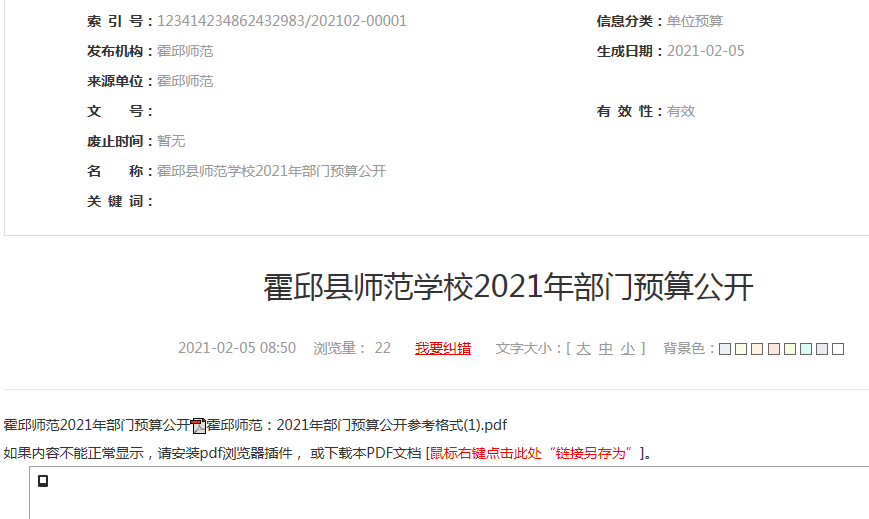 索 引 号：123414234862432983/202102-00001 信息分类：单位预算
发布机构：霍邱师范 生成日期：2021-02-05
来源单位：霍邱师范
文 号： 有 效 性：有效
废止时间：暂无
名 称：霍邱县师范学校2021年部门预算公开
关 键 词：
霍邱县师范学校2021年部门预算公开
2021-02-05 08:50 浏览量： 22 我要纠错 文字大小：[ 大 中 小 ] 背景色：
霍邱师范2021年部门预算公开霍邱师范：2021年部门预算公开参考格式(1).pdf
如果内容不能正常显示，请安装pdf浏览器插件， 或下载本PDF文档 [鼠标右键点击此处“链接另存为”]。